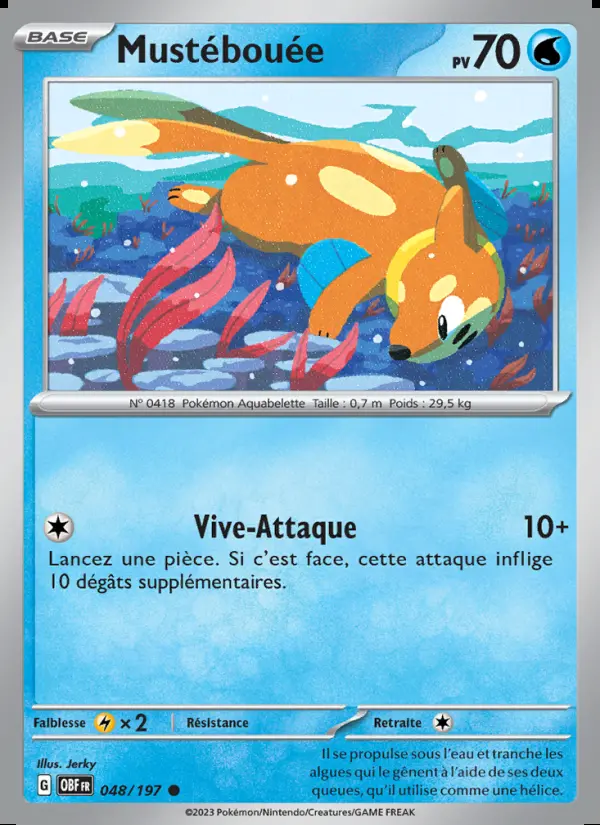 BASE
Mustébouée
PV 70
N° 0418 Pokémon Aquabelette Taille : 0,7 m Poids : 29,5 kg
Vive-Attaque 10+
Lancez une pièce. Si c'est face, cette attaque inflige
10 dégâts supplémentaires.
Faiblesse ×2 Résistance Retraite
Illus. Jerky
Il se propulse sous l'eau et tranche les
algues qui le gênent à l'aide de ses deux
queues, qu'il utilise comme une hélice.
G OBF FR 048/197
©2023 Pokémon/Nintendo/Creatures/GAME FREAK